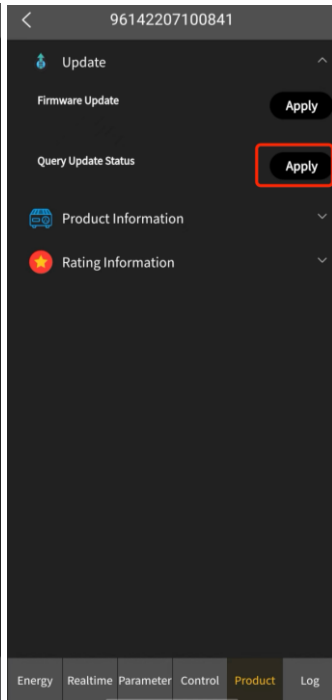 96142207100841
Update
Firmware Update
Apply
Query Update Status
Apply
Product Information
Rating Information
Energy Realtime Parameter Control Product Log